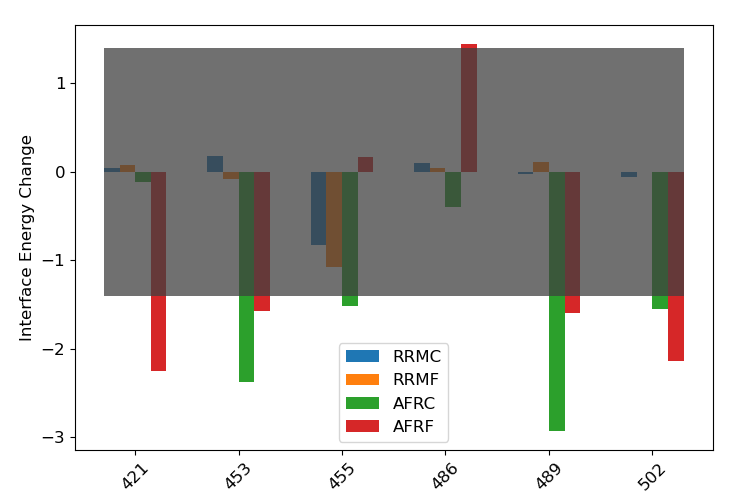 Interface Energy Change
1
0
−1
−2
−3
RRMC
RRMF
AFRC
AFRF
421 453 455 486 489 502